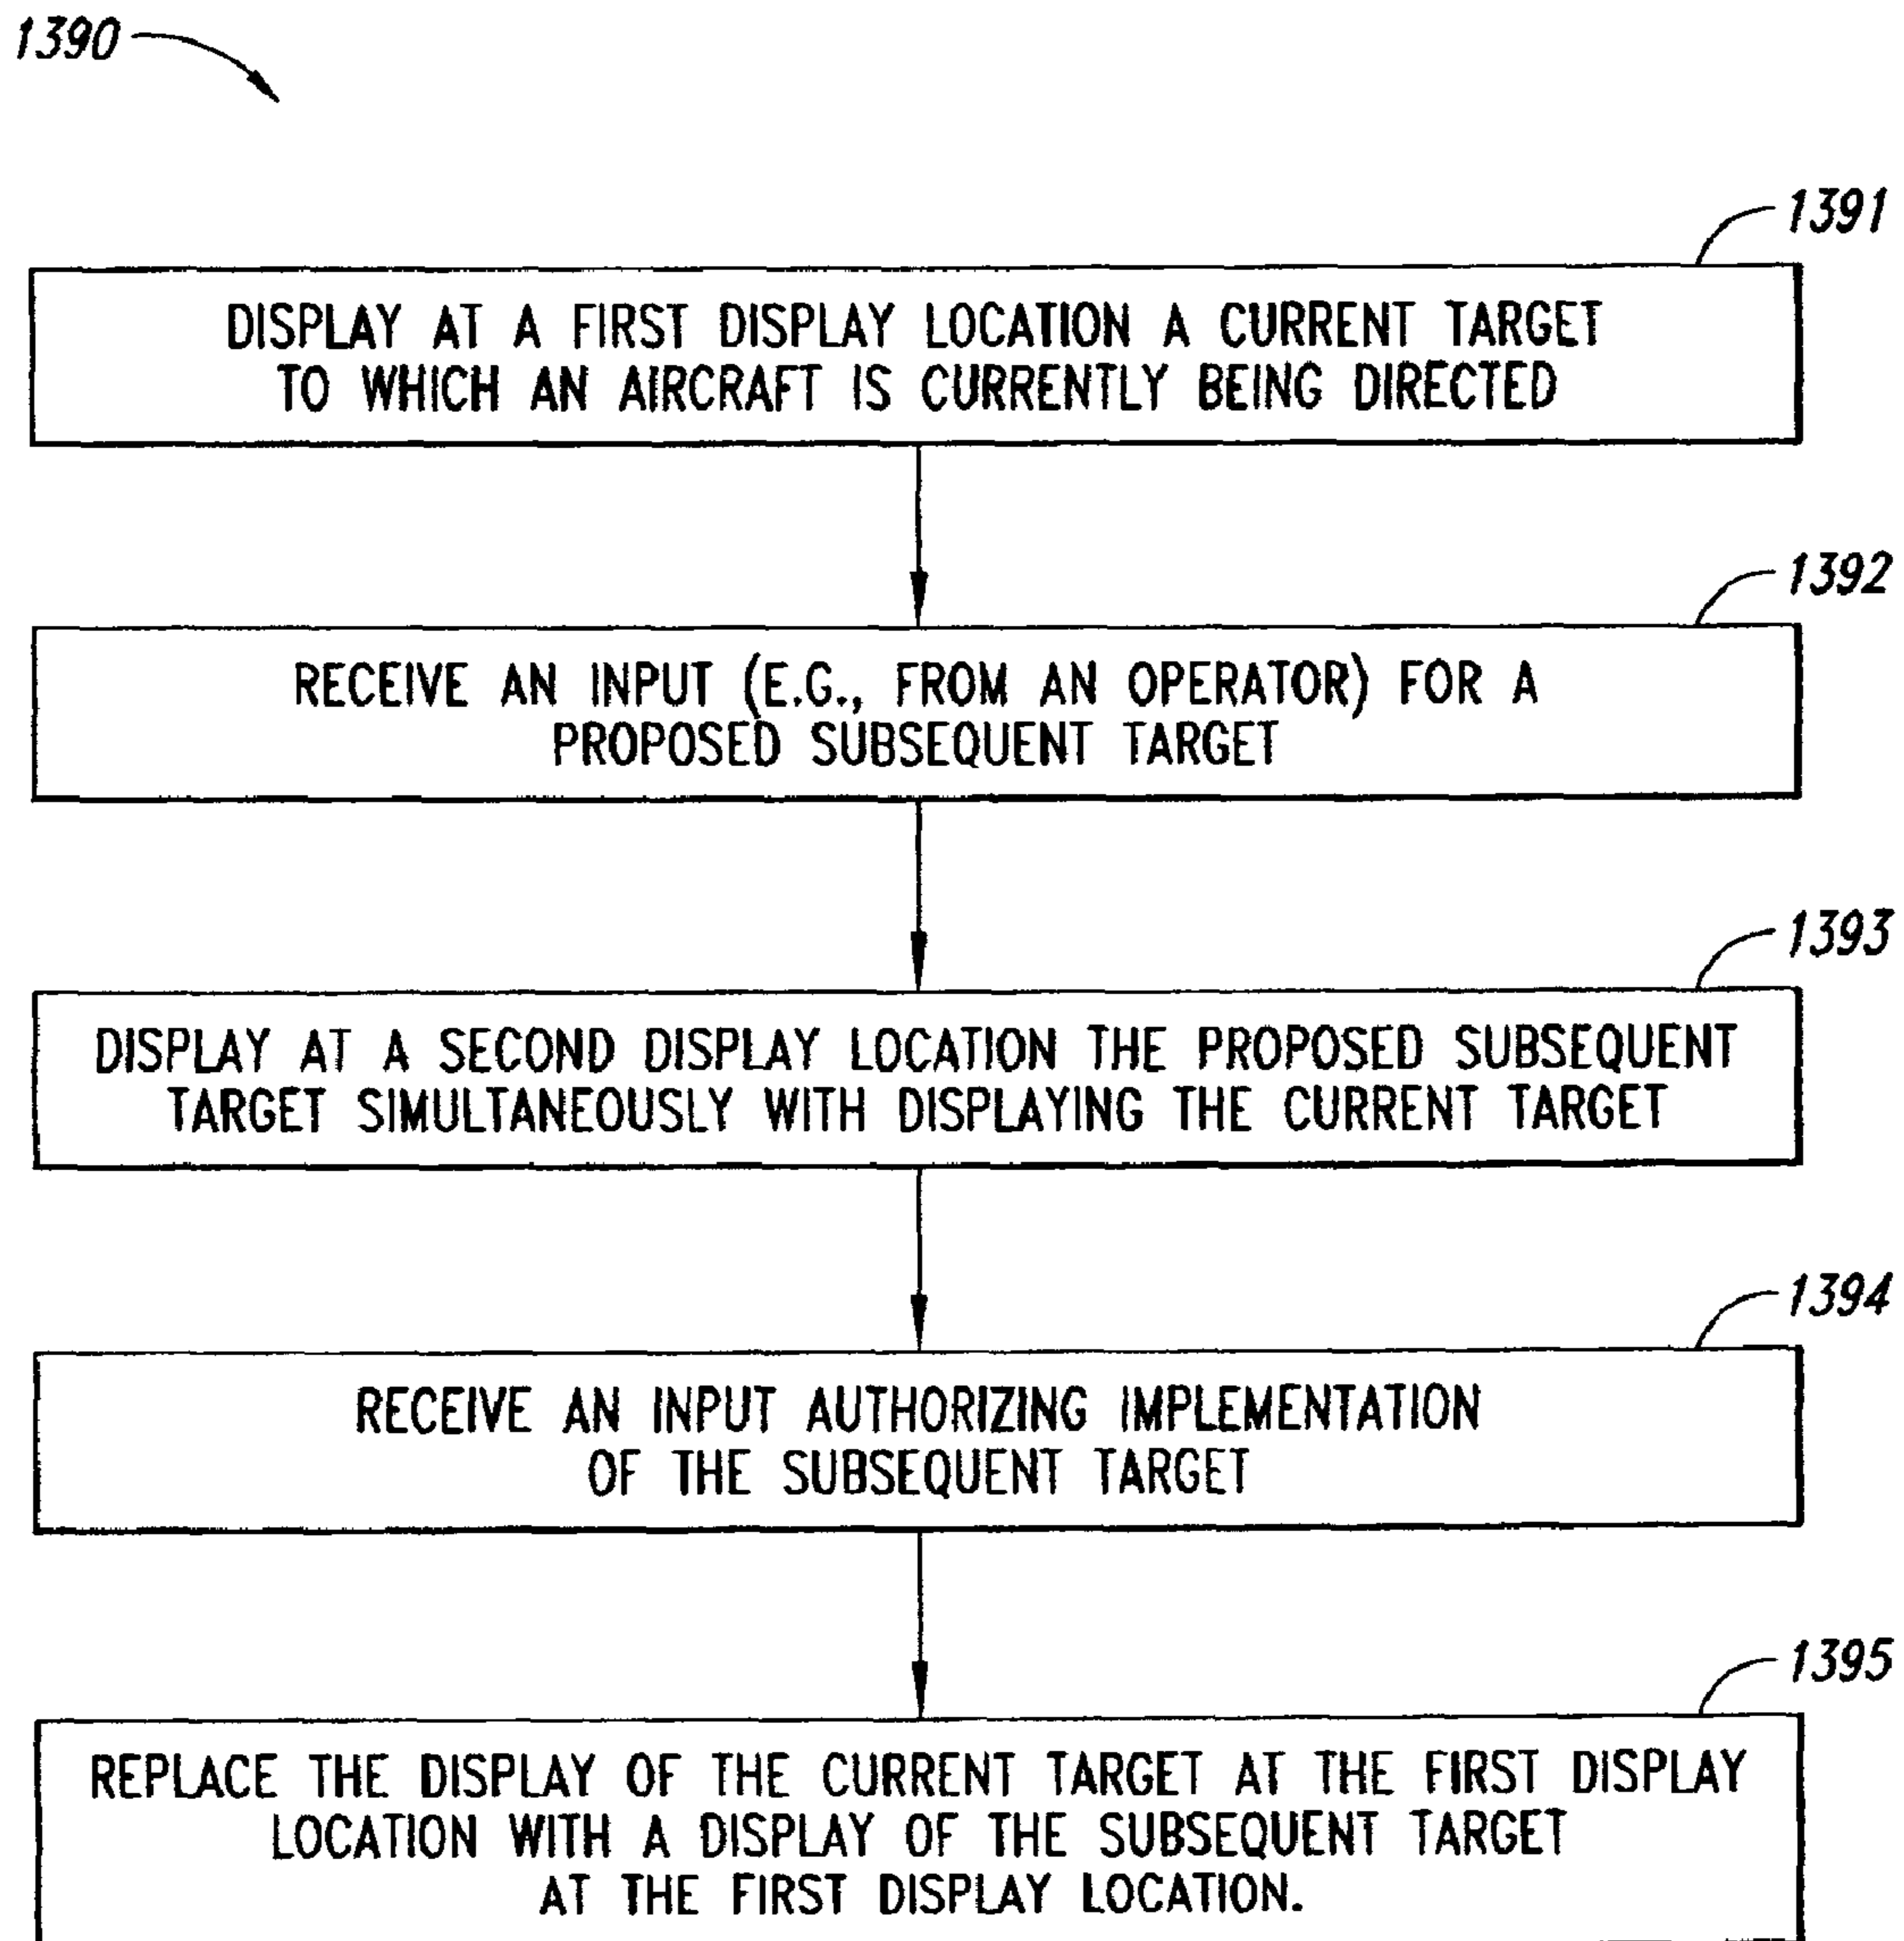 1390
1391
DISPLAY AT A FIRST DISPLAY LOCATION A CURRENT TARGET
TO WHICH AN AIRCRAFT IS CURRENTLY BEING DIRECTED
1392
RECEIVE AN INPUT (E.G., FROM AN OPERATOR) FOR A
PROPOSED SUBSEQUENT TARGET
1393
DISPLAY AT A SECOND DISPLAY LOCATION THE PROPOSED SUBSEQUENT
TARGET SIMULTANEOUSLY WITH DISPLAYING THE CURRENT TARGET
1394
RECEIVE AN INPUT AUTHORIZING IMPLEMENTATION
OF THE SUBSEQUENT TARGET
1395
REPLACE THE DISPLAY OF THE CURRENT TARGET AT THE FIRST DISPLAY
LOCATION WITH A DISPLAY OF THE SUBSEQUENT TARGET
AT THE FIRST DISPLAY LOCATION.